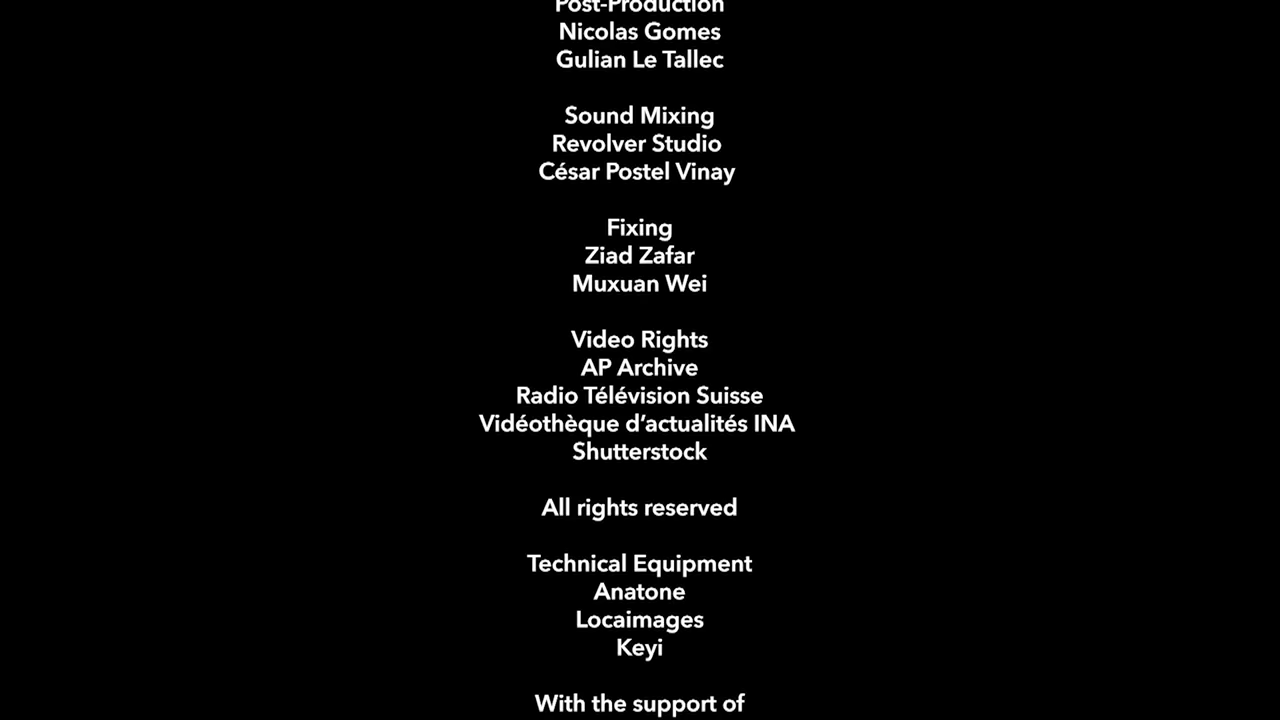 Post-Production
Nicolas Gomes
Gulian Le Tallec
Sound Mixing
Revolver Studio
César Postel Vinay
Fixing
Ziad Zafar
Muxuan Wei
Video Rights
AP Archive
Radio Télévision Suisse
Vidéothèque d’actualités INA
Shutterstock
All rights reserved
Technical Equipment
Anatone
Locaimages
Keyi
With the support of